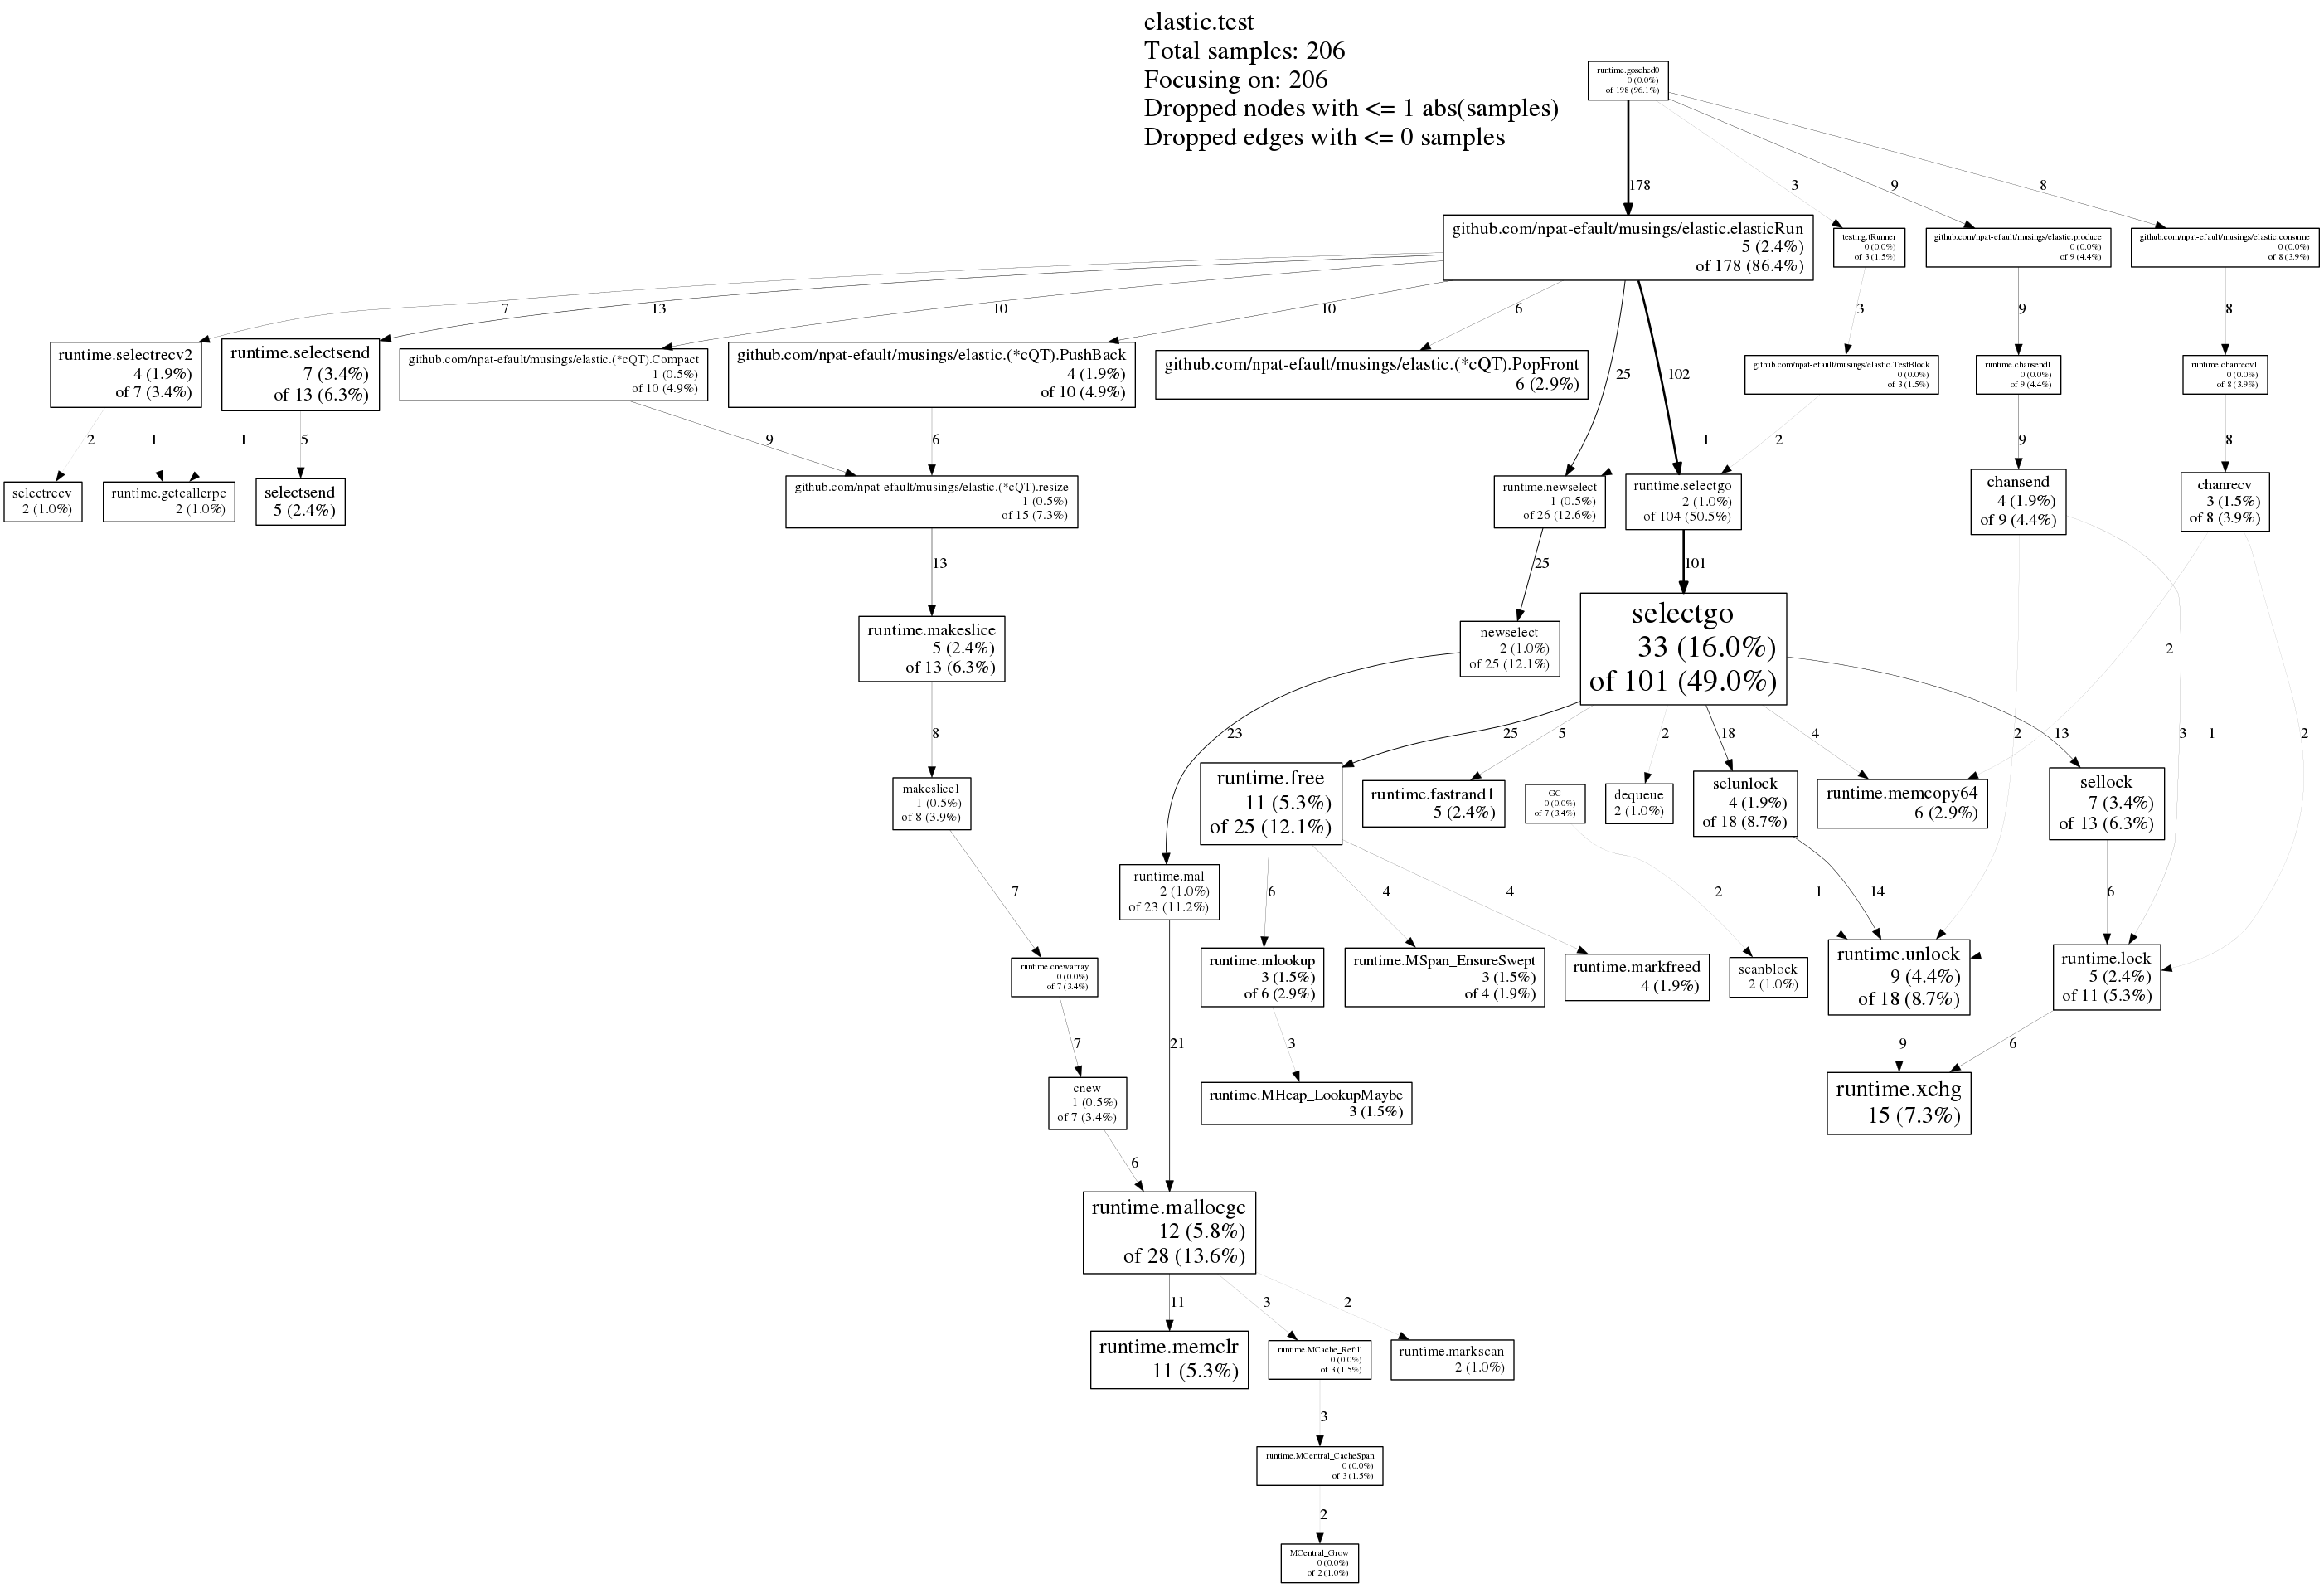 elastic.test
Total samples: 206
Focusing on: 206
Dropped nodes with <= 1 abs(samples)
Dropped edges with <= 0 samples
runtime.gosched0
0 (0.0%)
of 198 (96.1%)
178
3
9
8
github.com/npat-efault/musings/elastic.elasticRun
5 (2.4%)
of 178 (86.4%)
testing.tRunner
0 (0.0%)
of 3 (1.5%)
github.com/npat-efault/musings/elastic.produce
0 (0.0%)
of 9 (4.4%)
github.com/npat-efault/musings/elastic.consume
0 (0.0%)
of 8 (3.9%)
7
13
10
10
6
25
102
3
9
8
runtime.selectrecv2
4 (1.9%)
of 7 (3.4%)
runtime.selectsend
7 (3.4%)
of 13 (6.3%)
github.com/npat-efault/musings/elastic.(*cQT).Compact
1 (0.5%)
of 10 (4.9%)
github.com/npat-efault/musings/elastic.(*cQT).PushBack
4 (1.9%)
of 10 (4.9%)
github.com/npat-efault/musings/elastic.(*cQT).PopFront
6 (2.9%)
github.com/npat-efault/musings/elastic.TestBlock
0 (0.0%)
of 3 (1.5%)
runtime.chansend1
0 (0.0%)
of 9 (4.4%)
runtime.chanrecv1
0 (0.0%)
of 8 (3.9%)
2
1
1
5
9
6
1
2
9
8
selectrecv
2 (1.0%)
runtime.getcallerpc
2 (1.0%)
selectsend
5 (2.4%)
github.com/npat-efault/musings/elastic.(*cQT).resize
1 (0.5%)
of 15 (7.3%)
runtime.newselect
1 (0.5%)
of 26 (12.6%)
runtime.selectgo
2 (1.0%)
of 104 (50.5%)
chansend
4 (1.9%)
of 9 (4.4%)
chanrecv
3 (1.5%)
of 8 (3.9%)
13
25
101
runtime.makeslice
5 (2.4%)
of 13 (6.3%)
newselect
2 (1.0%)
of 25 (12.1%)
selectgo
33 (16.0%)
of 101 (49.0%)
2
8
23
25
5
2
18
4
13
2
3
1
2
makeslice1
1 (0.5%)
of 8 (3.9%)
runtime.free
11 (5.3%)
of 25 (12.1%)
runtime.fastrand1
5 (2.4%)
GC
0 (0.0%)
of 7 (3.4%)
dequeue
2 (1.0%)
selunlock
4 (1.9%)
of 18 (8.7%)
runtime.memcopy64
6 (2.9%)
sellock
7 (3.4%)
of 13 (6.3%)
runtime.mal
2 (1.0%)
of 23 (11.2%)
7
6
4
4
2
1
14
6
runtime.cnewarray
0 (0.0%)
of 7 (3.4%)
runtime.mlookup
3 (1.5%)
of 6 (2.9%)
runtime.MSpan_EnsureSwept
3 (1.5%)
of 4 (1.9%)
runtime.markfreed
4 (1.9%)
scanblock
2 (1.0%)
runtime.unlock
9 (4.4%)
of 18 (8.7%)
runtime.lock
5 (2.4%)
of 11 (5.3%)
7
21
3
9
6
cnew
1 (0.5%)
of 7 (3.4%)
runtime.MHeap_LookupMaybe
3 (1.5%)
runtime.xchg
15 (7.3%)
6
runtime.mallocgc
12 (5.8%)
of 28 (13.6%)
11
3
2
runtime.memclr
11 (5.3%)
runtime.MCache_Refill
0 (0.0%)
of 3 (1.5%)
runtime.markscan
2 (1.0%)
3
runtime.MCentral_CacheSpan
0 (0.0%)
of 3 (1.5%)
2
MCentral_Grow
0 (0.0%)
of 2 (1.0%)